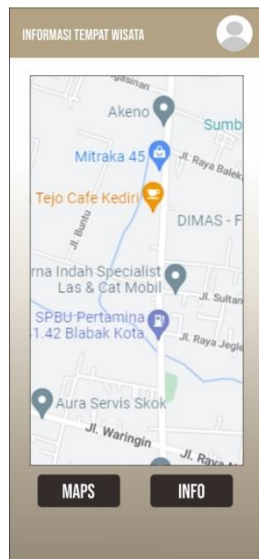 INFORMASI TEMPAT WISATA
Akeno
Sumb
Mitraka 45
Jl. Raya Balek
Tejo Cafe Kediri
Jl. Buntu
DIMAS - F
rna Indah Specialist
Las & Cat Mobil
Jl. Sultan
SPBU Pertamina
1.42 Blabak Kota
Jl. Raya Jegle
Aura Servis Skok
Jl. Waringin
Jl. Raya
MAPS
INFO